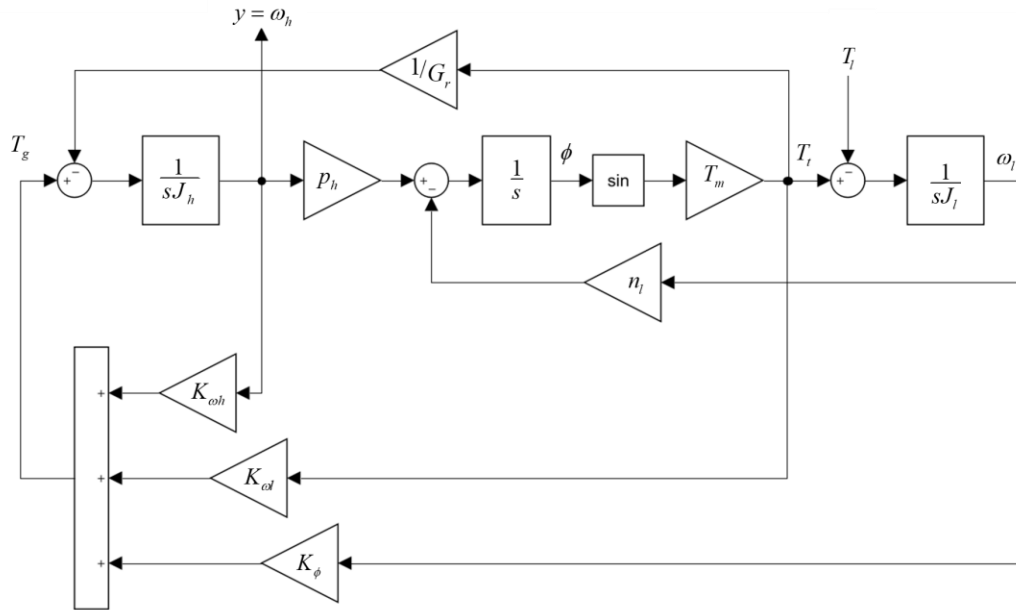 y = ω_h
1/G_r
T_l
T_g
+ −
1/(sJ_h)
p_h
+ −
1/s
ϕ
sin
T_m
T_t
+ −
1/(sJ_l)
ω_l
n_l
+
K_ωh
+
K_ωl
+
K_ϕ